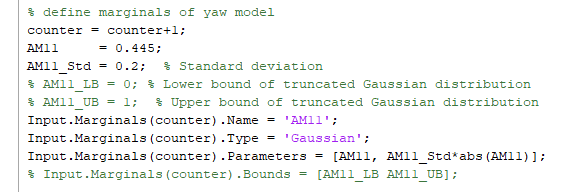 % define marginals of yaw model
counter = counter+1;
AM11     = 0.445;
AM11_Std = 0.2;  % Standard deviation
% AM11_LB = 0; % Lower bound of truncated Gaussian distribution
% AM11_UB = 1;  % Upper bound of truncated Gaussian distribution
Input.Marginals(counter).Name = 'AM11';
Input.Marginals(counter).Type = 'Gaussian';
Input.Marginals(counter).Parameters = [AM11, AM11_Std*abs(AM11)];
% Input.Marginals(counter).Bounds = [AM11_LB AM11_UB];